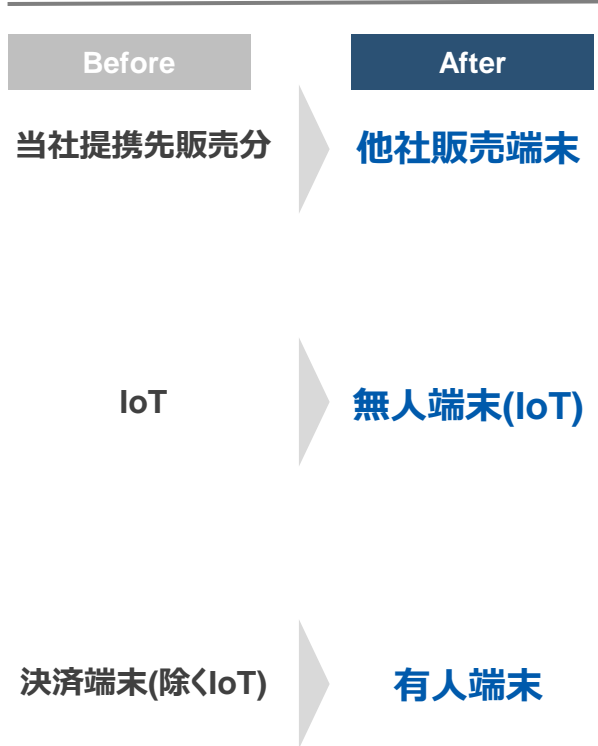 Before
After
当社提携先販売分
他社販売端末
IoT
無人端末(IoT)
決済端末(除くIoT)
有人端末